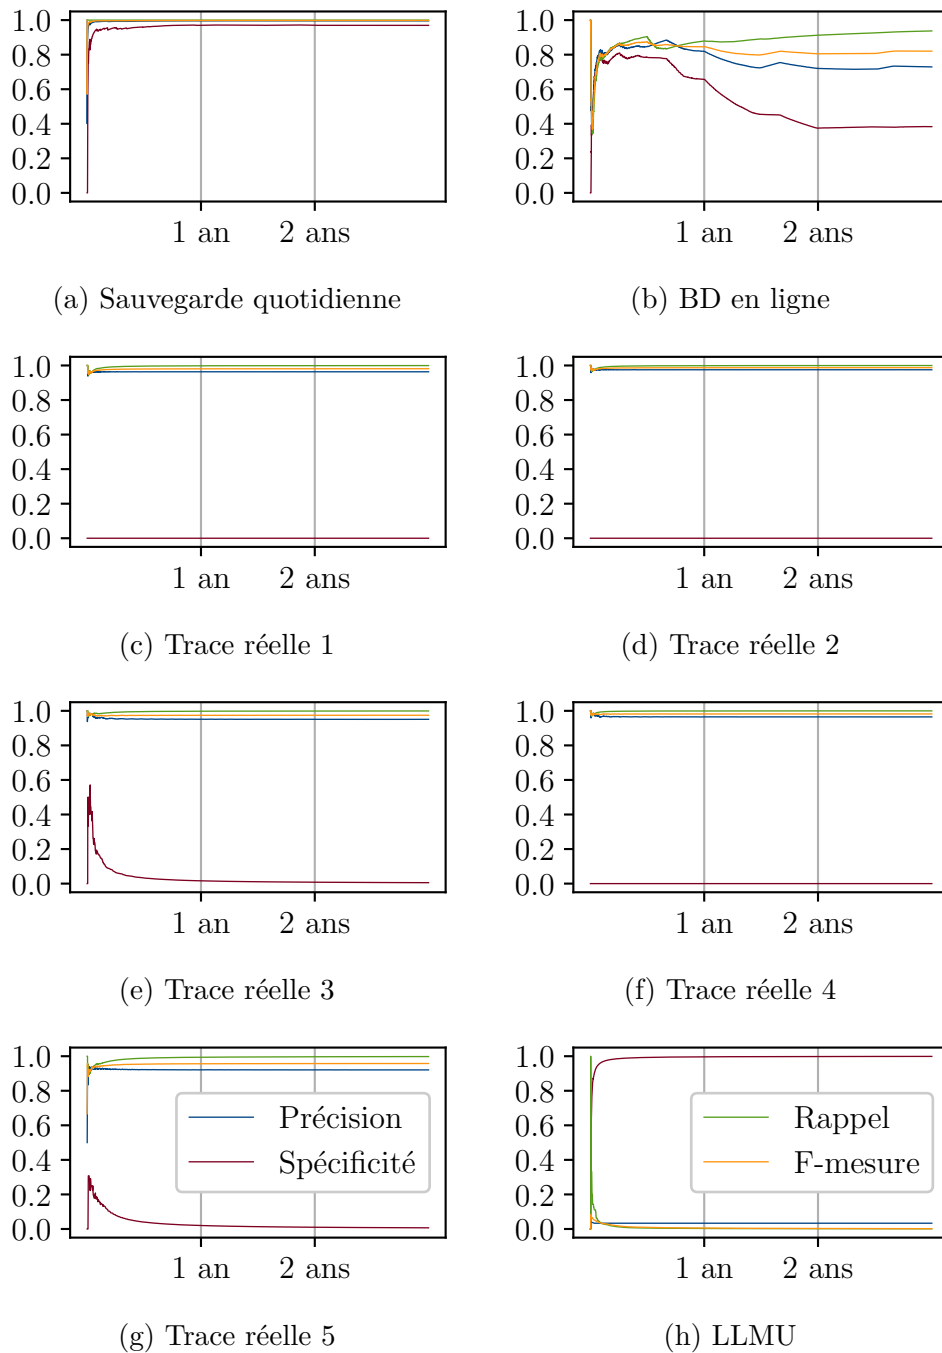 1.0
0.8
0.6
0.4
0.2
0.0
1 an 2 ans
(a) Sauvegarde quotidienne
1.0
0.8
0.6
0.4
0.2
0.0
1 an 2 ans
(b) BD en ligne
1.0
0.8
0.6
0.4
0.2
0.0
1 an 2 ans
(c) Trace réelle 1
1.0
0.8
0.6
0.4
0.2
0.0
1 an 2 ans
(d) Trace réelle 2
1.0
0.8
0.6
0.4
0.2
0.0
1 an 2 ans
(e) Trace réelle 3
1.0
0.8
0.6
0.4
0.2
0.0
1 an 2 ans
(f) Trace réelle 4
1.0
0.8
0.6
0.4
0.2
0.0
Précision
Spécificité
1 an 2 ans
(g) Trace réelle 5
1.0
0.8
0.6
0.4
0.2
0.0
Rappel
F-mesure
1 an 2 ans
(h) LLMU